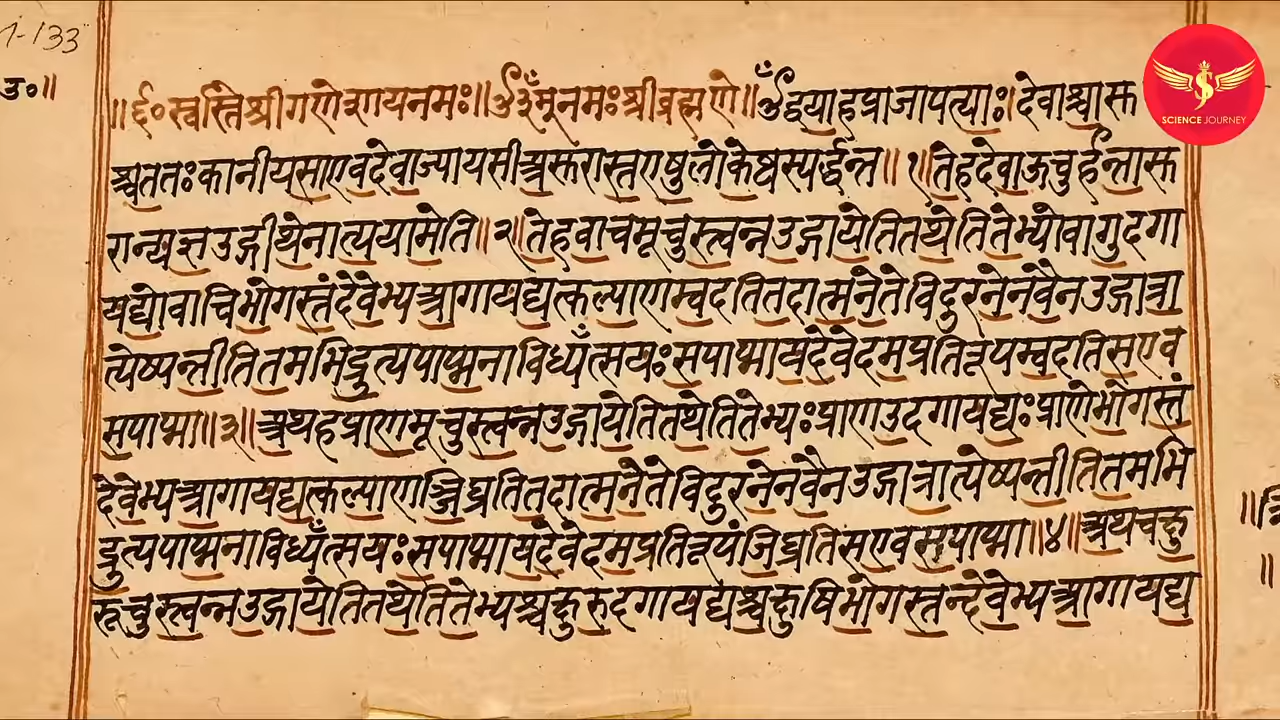 1-133
उ०॥
॥६० स्वस्ति श्रीगणेशायनमः॥ॐनमः श्रीब्रह्मणे॥ॐद्वयाहप्राजापत्याः।देवाश्चासु
SCIENCE JOURNEY
श्चततःकानीयसाएवदेवाज्यायसीअसुरास्तएषुलोकेष्वस्पर्द्धन्त॥१॥तेहदेवाऊचुर्हन्तासु
रान्यज्ञउद्गीथेनात्ययामेति॥२॥तेहवाचमूचुस्त्वन्नउद्गायेतितथेतितेभ्योवागुदगा
यद्योवाचिभोगस्तंदेवेभ्यआगायद्यत्कल्याणम्वदतितदात्मनेतेविदुरनेनवैनउद्गात्रा
त्येष्यन्तीतितमभिद्रुत्यपाप्मनाविध्यँत्सयःसपाप्मायदेवेदमप्रतिरूपम्वदतिसएव
सपाप्मा॥३॥अथहप्राणमूचुस्त्वन्नउद्गायेतितथेतितेभ्यःप्राणउदगायद्यःप्राणेभोगस्तं
देवेभ्यआगायद्यत्कल्याणञ्जिघ्रतितदात्मनेतेविदुरनेनवैनउद्गात्रात्येष्यन्तीतितमभि
द्रुत्यपाप्मनाविध्यँत्सयःसपाप्मायदेवेदमप्रतिरूपंजिघ्रतिसएवसपाप्मा॥४॥अथचक्षु
रूचुस्त्वन्नउद्गायेतितथेतितेभ्यश्चक्षुरुदगायद्यश्चक्षुषिभोगस्तन्देवेभ्यआगायद्य